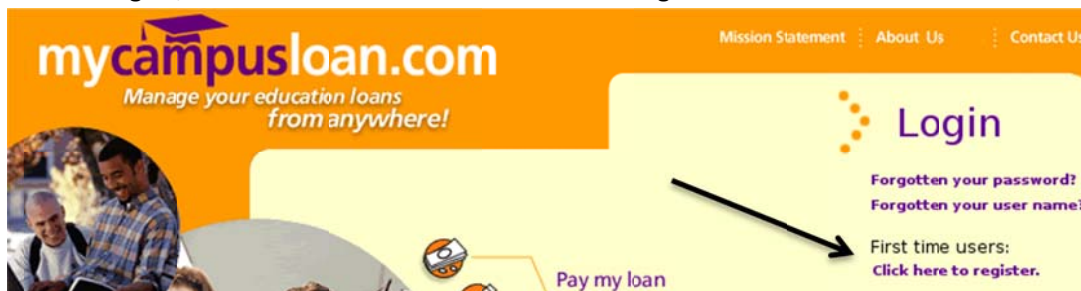 mycampusloan.com
Manage your education loans
from anywhere!
Mission Statement
About Us
Contact Us
Login
Forgotten your password?
Forgotten your user name?
First time users:
Click here to register.
Pay my loan